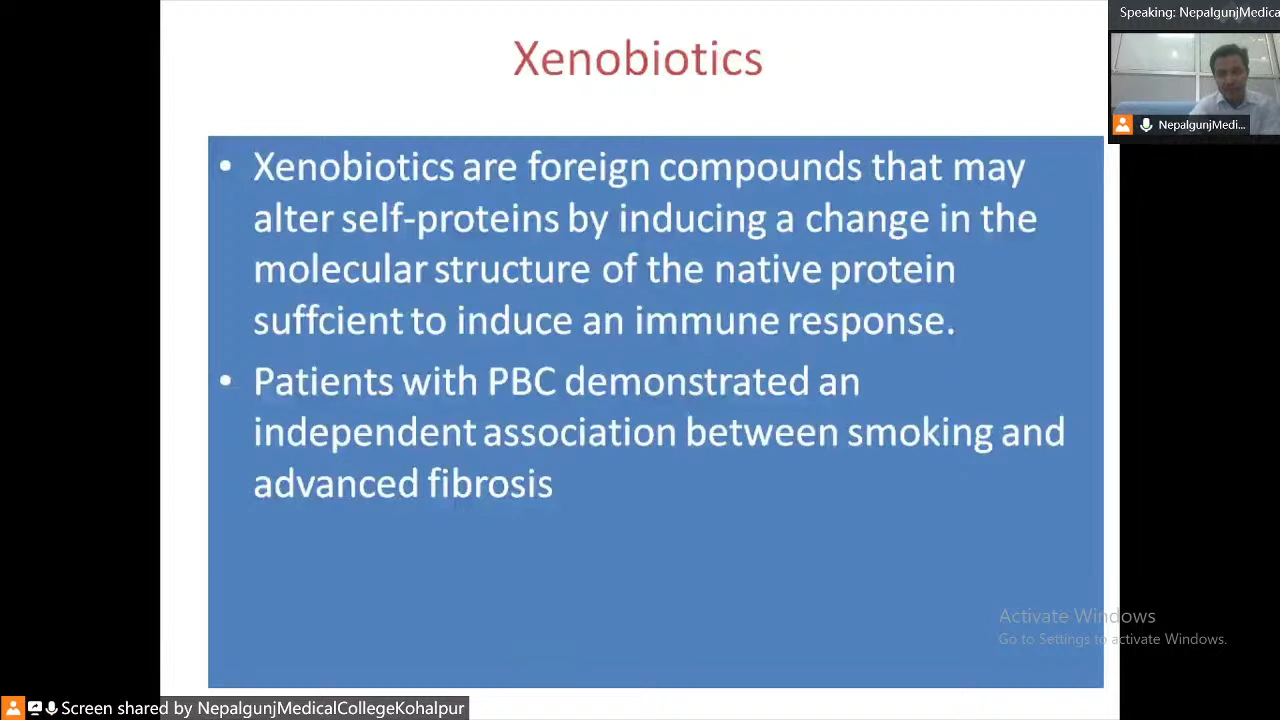 Speaking: NepalgunjMedica
Xenobiotics
NepalgunjMedi...
• Xenobiotics are foreign compounds that may
alter self-proteins by inducing a change in the
molecular structure of the native protein
suffcient to induce an immune response.
• Patients with PBC demonstrated an
independent association between smoking and
advanced fibrosis
Activate Windows
Go to Settings to activate Windows.
Screen shared by NepalgunjMedicalCollegeKohalpur